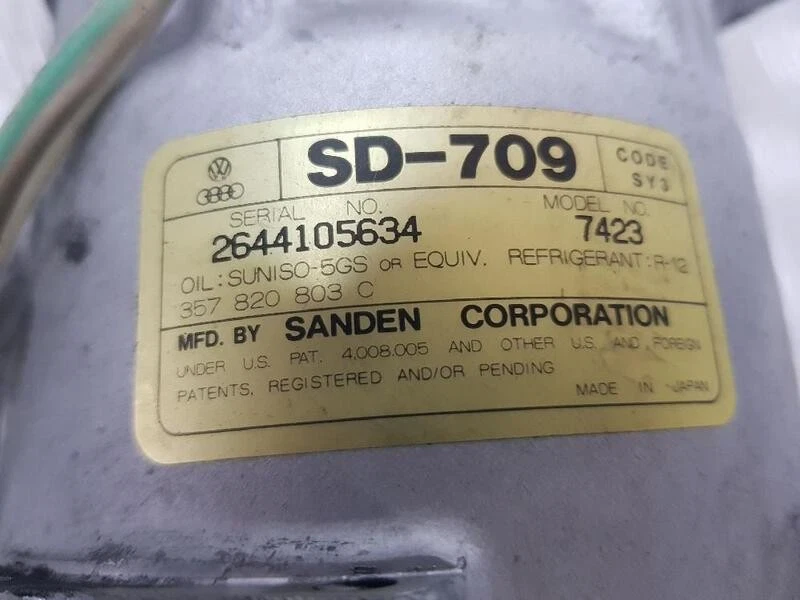 SD-709
CODE
SY3
SERIAL NO.
MODEL NO.
2644105634
7423
OIL: SUNISO-5GS OR EQUIV. REFRIGERANT: R-12
357 820 803 C
MFD. BY SANDEN CORPORATION
UNDER U.S. PAT. 4,008,005 AND OTHER U.S. AND FOREIGN
PATENTS, REGISTERED AND/OR PENDING
MADE IN JAPAN